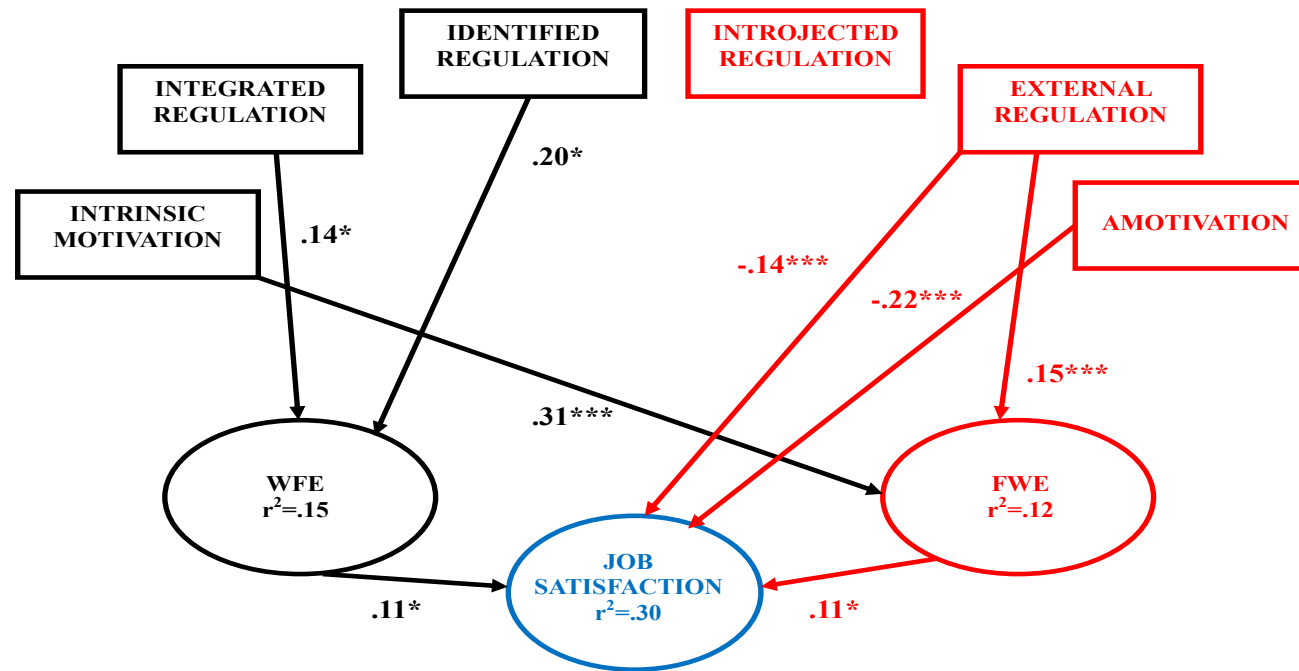 IDENTIFIED
REGULATION
INTROJECTED
REGULATION
INTEGRATED
REGULATION
EXTERNAL
REGULATION
.20*
INTRINSIC
MOTIVATION
AMOTIVATION
.14*
-.14***
-.22***
.15***
.31***
WFE
r²=.15
FWE
r²=.12
JOB
SATISFACTION
r²=.30
.11*
.11*